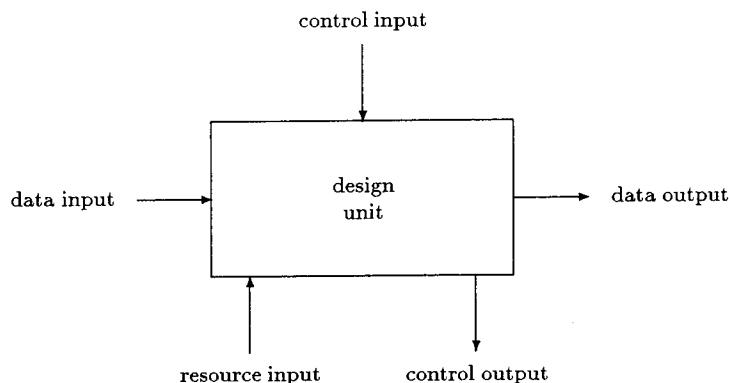 control input
data input
design
unit
data output
resource input
control output